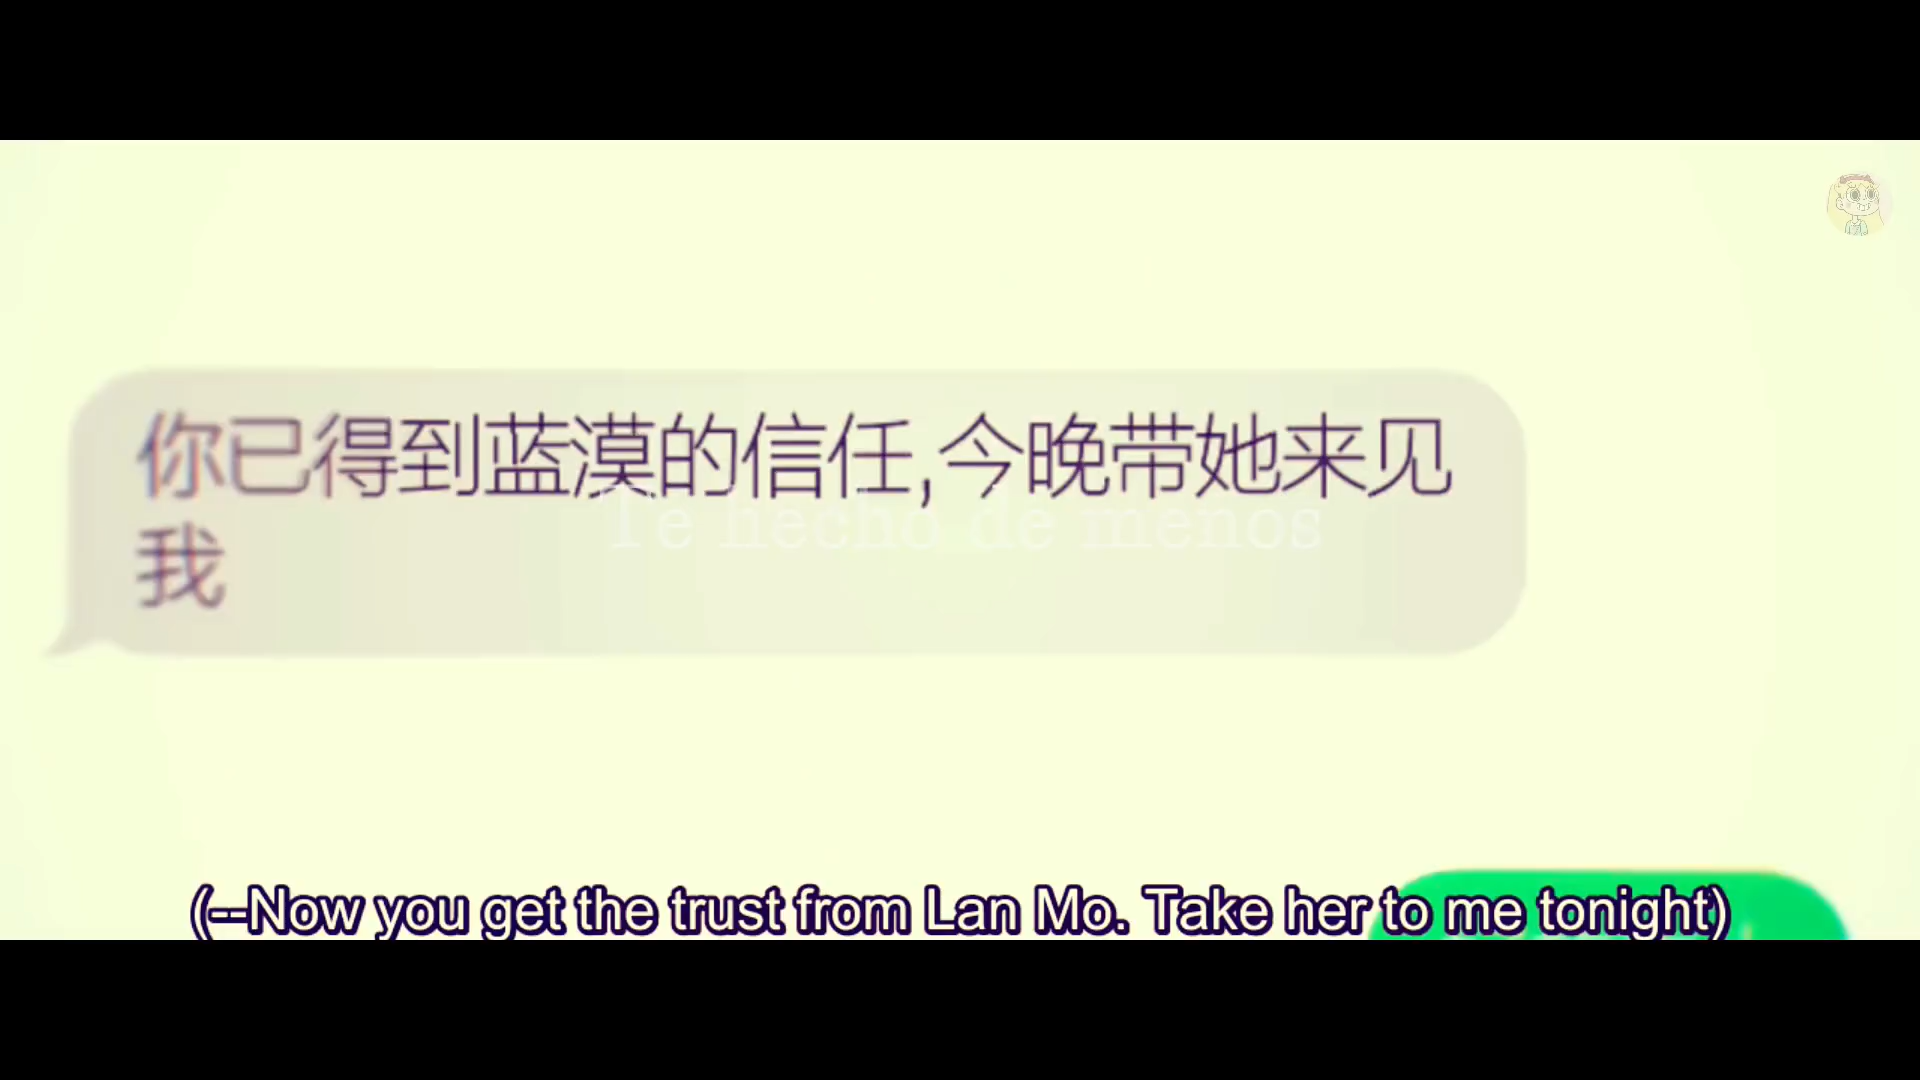 你已得到蓝漠的信任,今晚带她来见
我
Te hecho de menos
(--Now you get the trust from Lan Mo. Take her to me tonight)